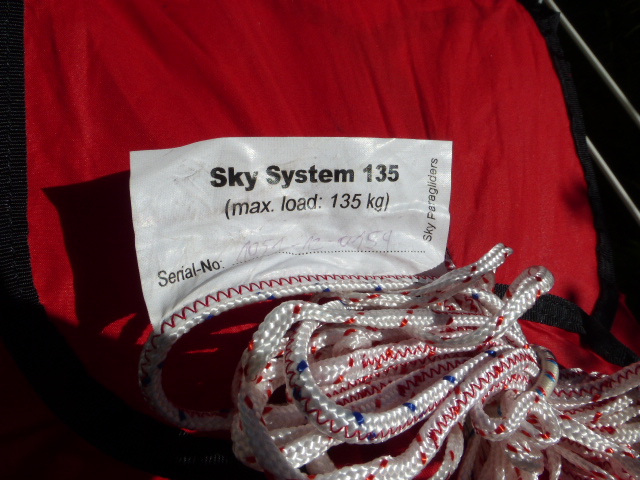 Sky System 135
(max. load: 135 kg)
Serial-No:
Sky Paragliders